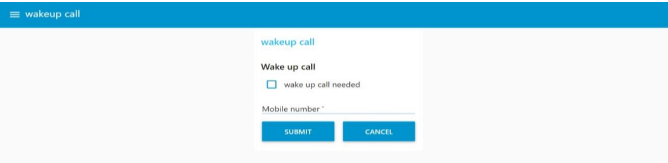 wakeup call
wakeup call
Wake up call
wake up call needed
Mobile number *
SUBMIT CANCEL